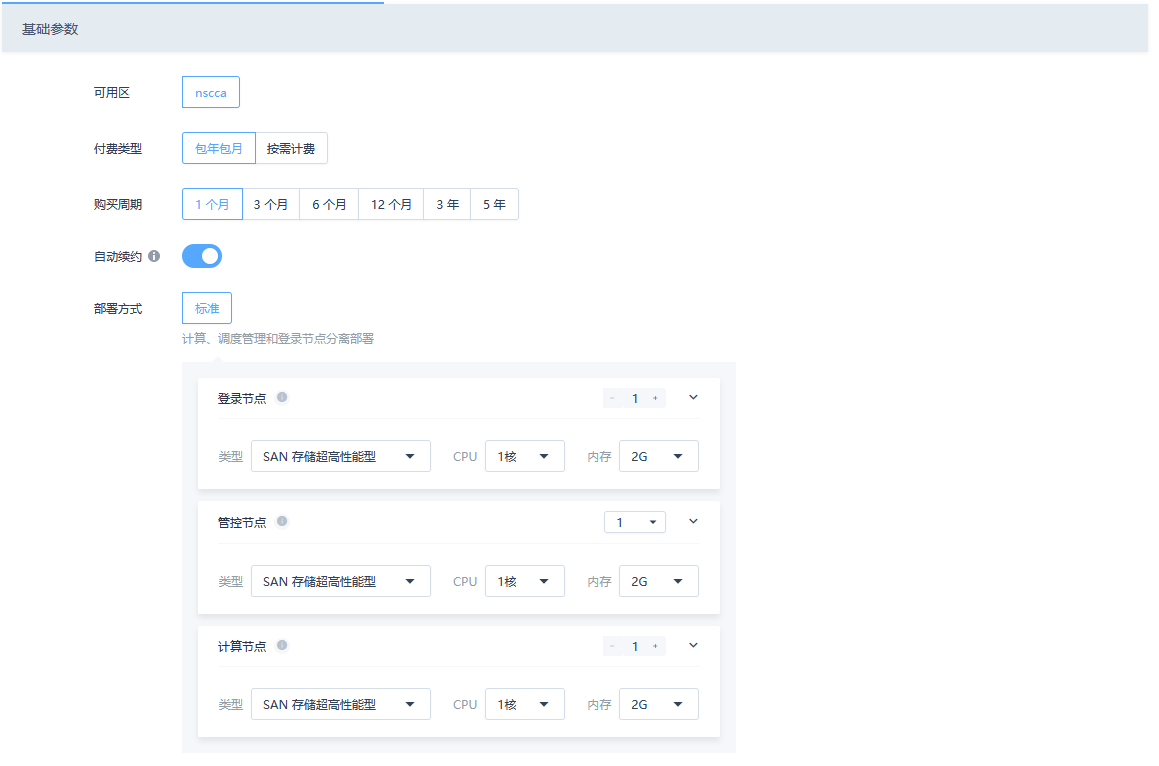 基础参数
可用区 nscca
付费类型 包年包月 按需计费
购买周期 1 个月 3 个月 6 个月 12 个月 3 年 5 年
自动续约
部署方式 标准
计算、调度管理和登录节点分离部署
登录节点 - 1 +
类型 SAN 存储超高性能型 CPU 1核 内存 2G
管控节点 1
类型 SAN 存储超高性能型 CPU 1核 内存 2G
计算节点 - 1 +
类型 SAN 存储超高性能型 CPU 1核 内存 2G